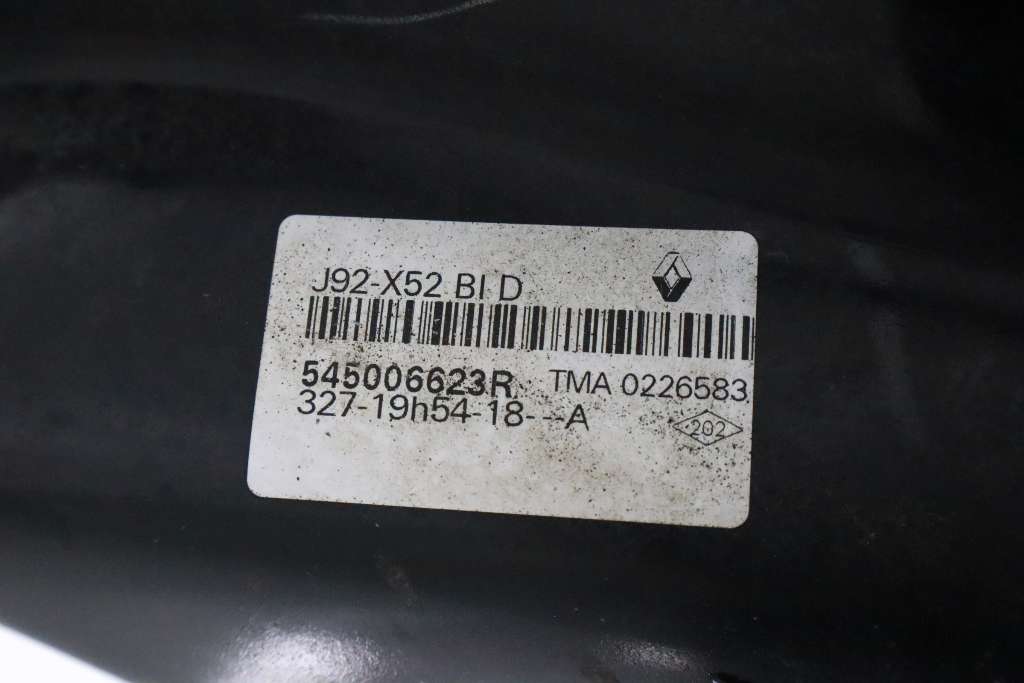 J92-X52 BI D
545006623R TMA 0226583
327-19h54-18---A
202